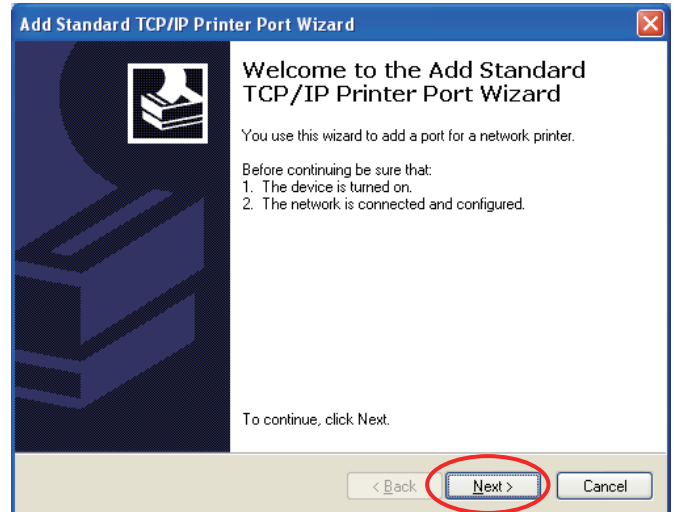 Add Standard TCP/IP Printer Port Wizard
Welcome to the Add Standard
TCP/IP Printer Port Wizard
You use this wizard to add a port for a network printer.
Before continuing be sure that:
1. The device is turned on.
2. The network is connected and configured.
To continue, click Next.
< Back
Next >
Cancel